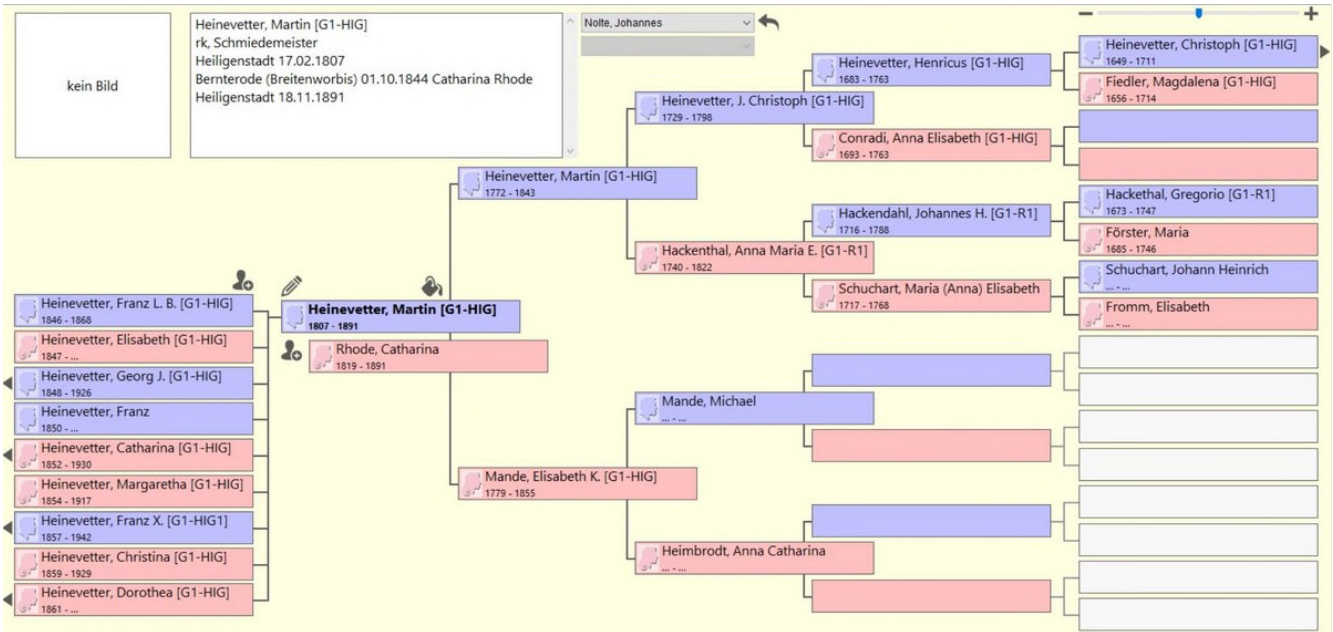 kein Bild
Heinevetter, Martin [G1-HIG]
rk, Schmiedemeister
Heiligenstadt 17.02.1807
Bernterode (Breitenworbis) 01.10.1844 Catharina Rhode
Heiligenstadt 18.11.1891
Nolte, Johannes
Heinevetter, Franz L. B. [G1-HIG]
1846 - 1868
Heinevetter, Elisabeth [G1-HIG]
1847 - ...
Heinevetter, Georg J. [G1-HIG]
1848 - 1926
Heinevetter, Franz
1850 - ...
Heinevetter, Catharina [G1-HIG]
1852 - 1930
Heinevetter, Margaretha [G1-HIG]
1854 - 1917
Heinevetter, Franz X. [G1-HIG1]
1857 - 1942
Heinevetter, Christina [G1-HIG]
1859 - 1929
Heinevetter, Dorothea [G1-HIG]
1861 - ...
Heinevetter, Martin [G1-HIG]
1807 - 1891
Rhode, Catharina
1819 - 1891
Heinevetter, Martin [G1-HIG]
1772 - 1843
Mande, Elisabeth K. [G1-HIG]
1779 - 1855
Heinevetter, J. Christoph [G1-HIG]
1729 - 1798
Hackenthal, Anna Maria E. [G1-R1]
1740 - 1822
Mande, Michael
... - ...
Heimbrodt, Anna Catharina
... - ...
Heinevetter, Henricus [G1-HIG]
1683 - 1763
Conradi, Anna Elisabeth [G1-HIG]
1693 - 1763
Hackendahl, Johannes H. [G1-R1]
1716 - 1788
Schuchart, Maria (Anna) Elisabeth
1717 - 1768
Heinevetter, Christoph [G1-HIG]
1649 - 1711
Fiedler, Magdalena [G1-HIG]
1656 - 1714
Hackethal, Gregorio [G1-R1]
1673 - 1747
Förster, Maria
1685 - 1746
Schuchart, Johann Heinrich
... - ...
Fromm, Elisabeth
... - ...